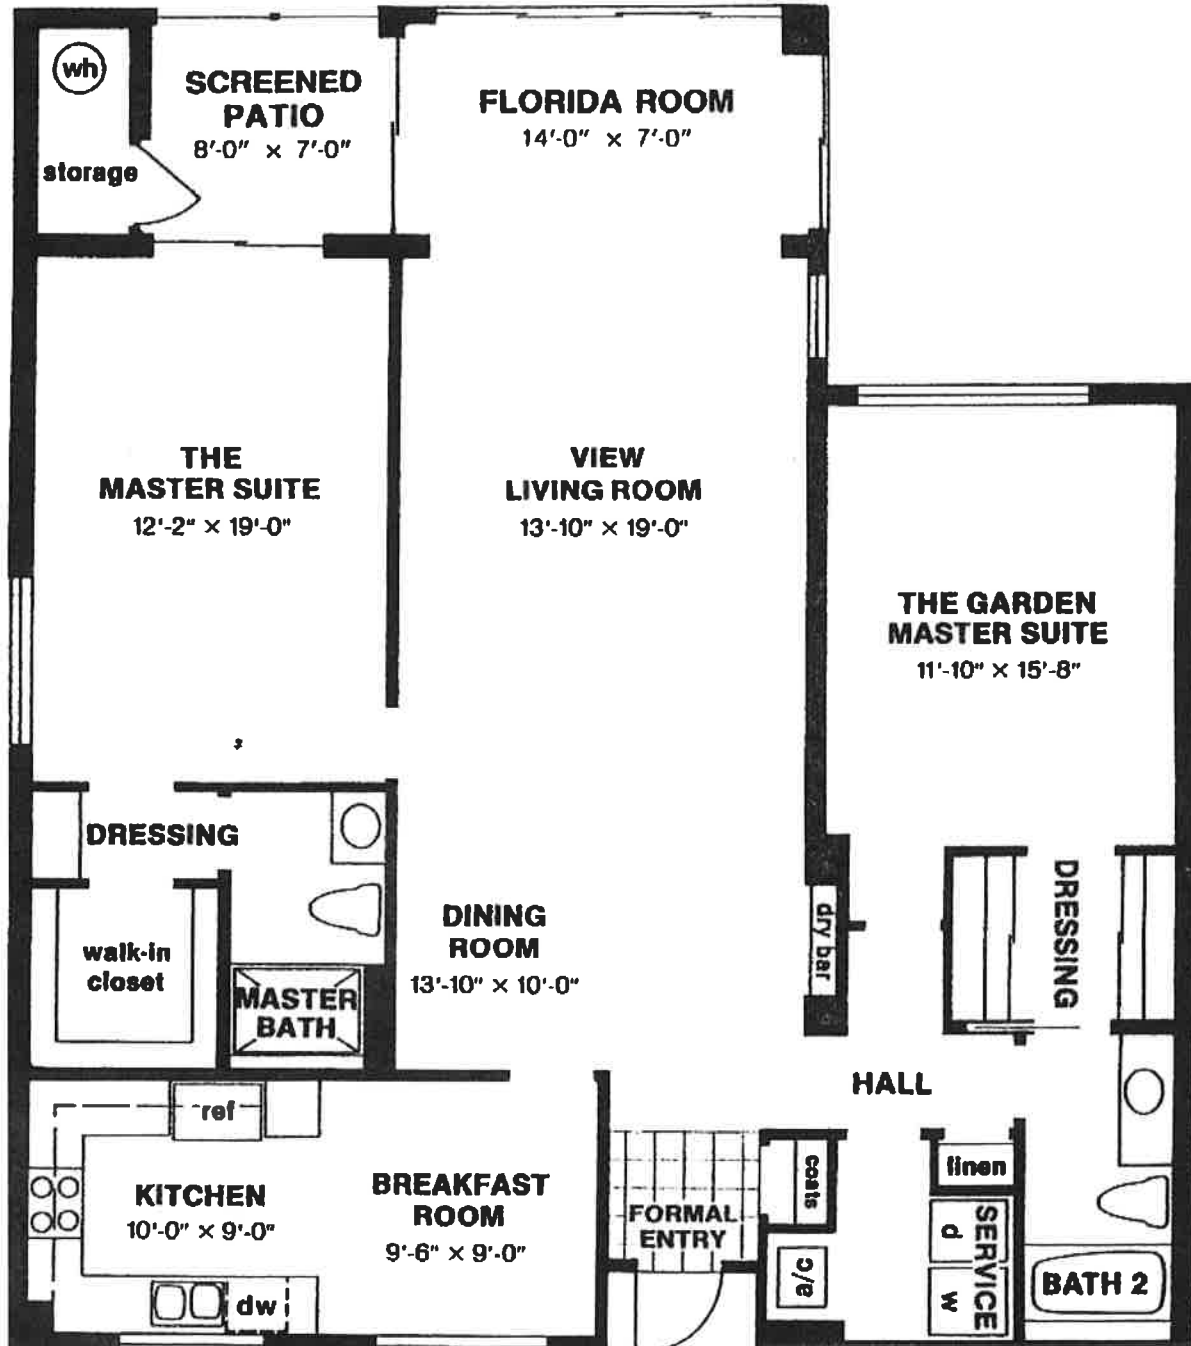 wh
storage
SCREENED
PATIO
8'-0" × 7'-0"
FLORIDA ROOM
14'-0" × 7'-0"
THE
MASTER SUITE
12'-2" × 19'-0"
VIEW
LIVING ROOM
13'-10" × 19'-0"
THE GARDEN
MASTER SUITE
11'-10" × 15'-8"
DRESSING
walk-in
closet
MASTER
BATH
DINING
ROOM
13'-10" × 10'-0"
dry bar
DRESSING
HALL
ref
KITCHEN
10'-0" × 9'-0"
dw
BREAKFAST
ROOM
9'-6" × 9'-0"
FORMAL
ENTRY
coats
a/c
linen
d
w
SERVICE
BATH 2